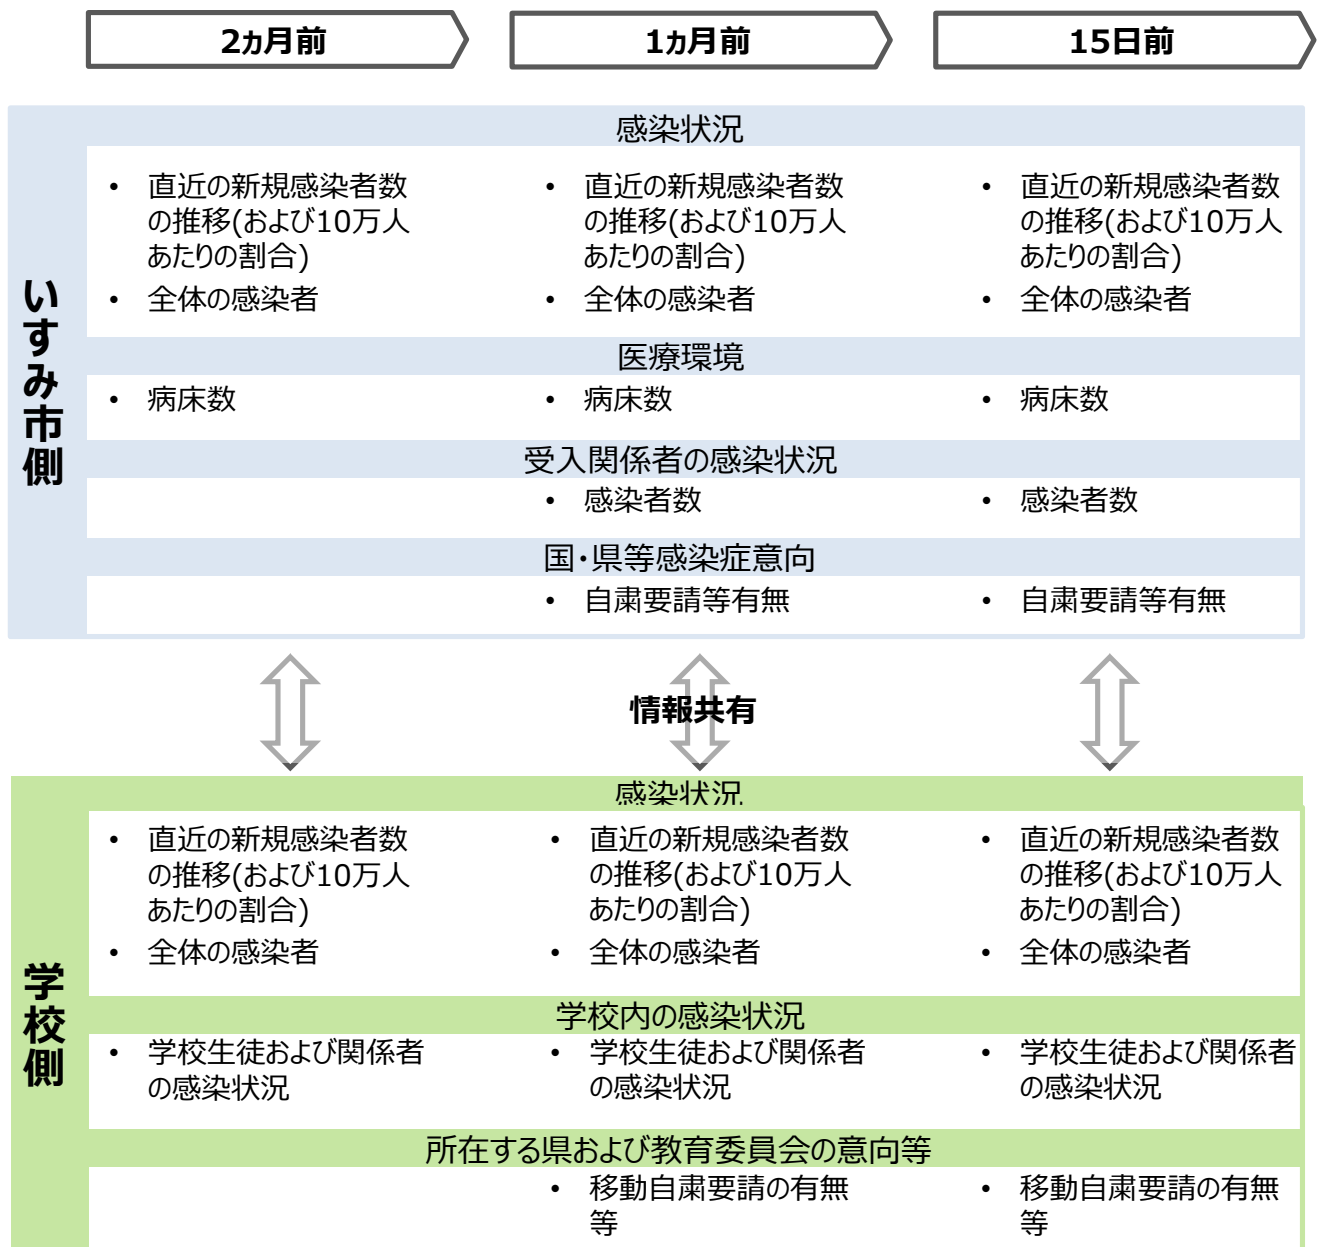 2ヵ月前
1ヵ月前
15日前
いすみ市側
感染状況
• 直近の新規感染者数
の推移(および10万人
あたりの割合)
• 全体の感染者
• 直近の新規感染者数
の推移(および10万人
あたりの割合)
• 全体の感染者
• 直近の新規感染者数
の推移(および10万人
あたりの割合)
• 全体の感染者
医療環境
• 病床数
• 病床数
• 病床数
受入関係者の感染状況
• 感染者数
• 感染者数
国・県等感染症意向
• 自粛要請等有無
• 自粛要請等有無
情報共有
学校側
感染状況
• 直近の新規感染者数
の推移(および10万人
あたりの割合)
• 全体の感染者
• 直近の新規感染者数
の推移(および10万人
あたりの割合)
• 全体の感染者
• 直近の新規感染者数
の推移(および10万人
あたりの割合)
• 全体の感染者
学校内の感染状況
• 学校生徒および関係者
の感染状況
• 学校生徒および関係者
の感染状況
• 学校生徒および関係者
の感染状況
所在する県および教育委員会の意向等
• 移動自粛要請の有無
等
• 移動自粛要請の有無
等